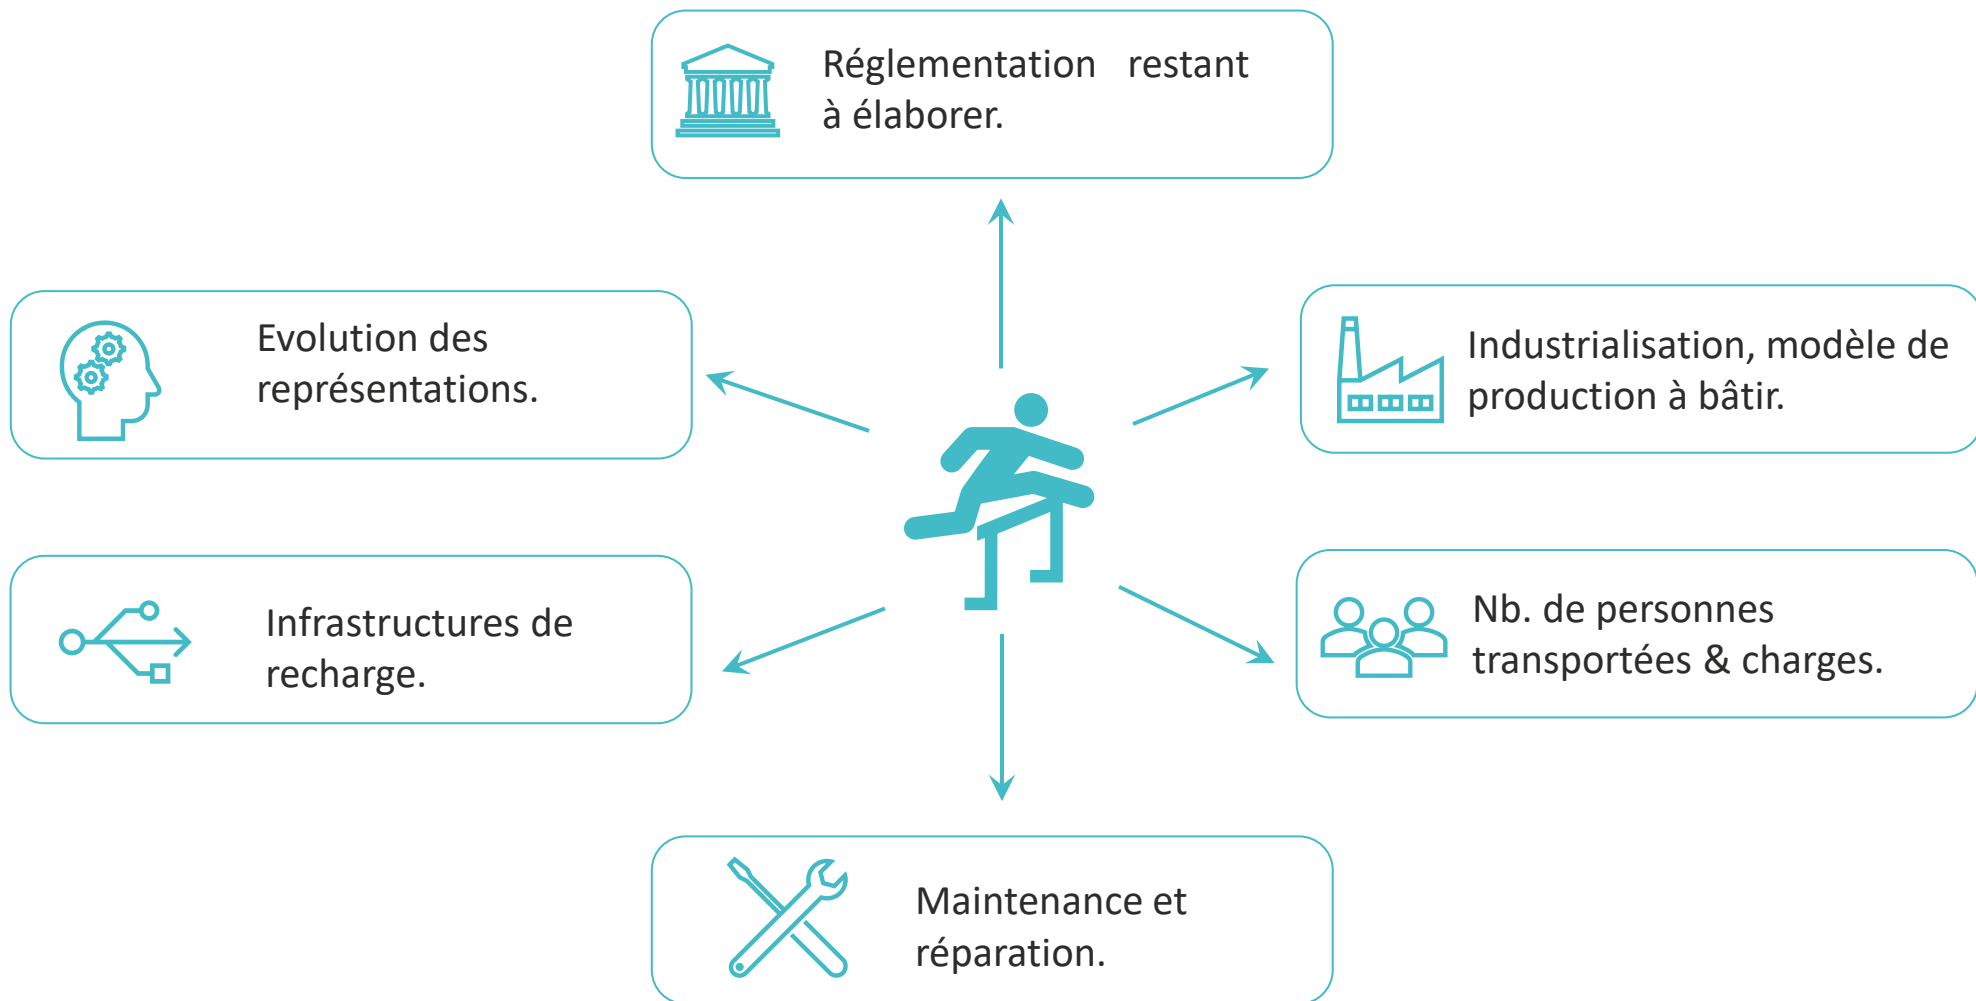 Réglementation restant
à élaborer.
Evolution des
représentations.
Industrialisation, modèle de
production à bâtir.
Infrastructures de
recharge.
Nb. de personnes
transportées & charges.
Maintenance et
réparation.